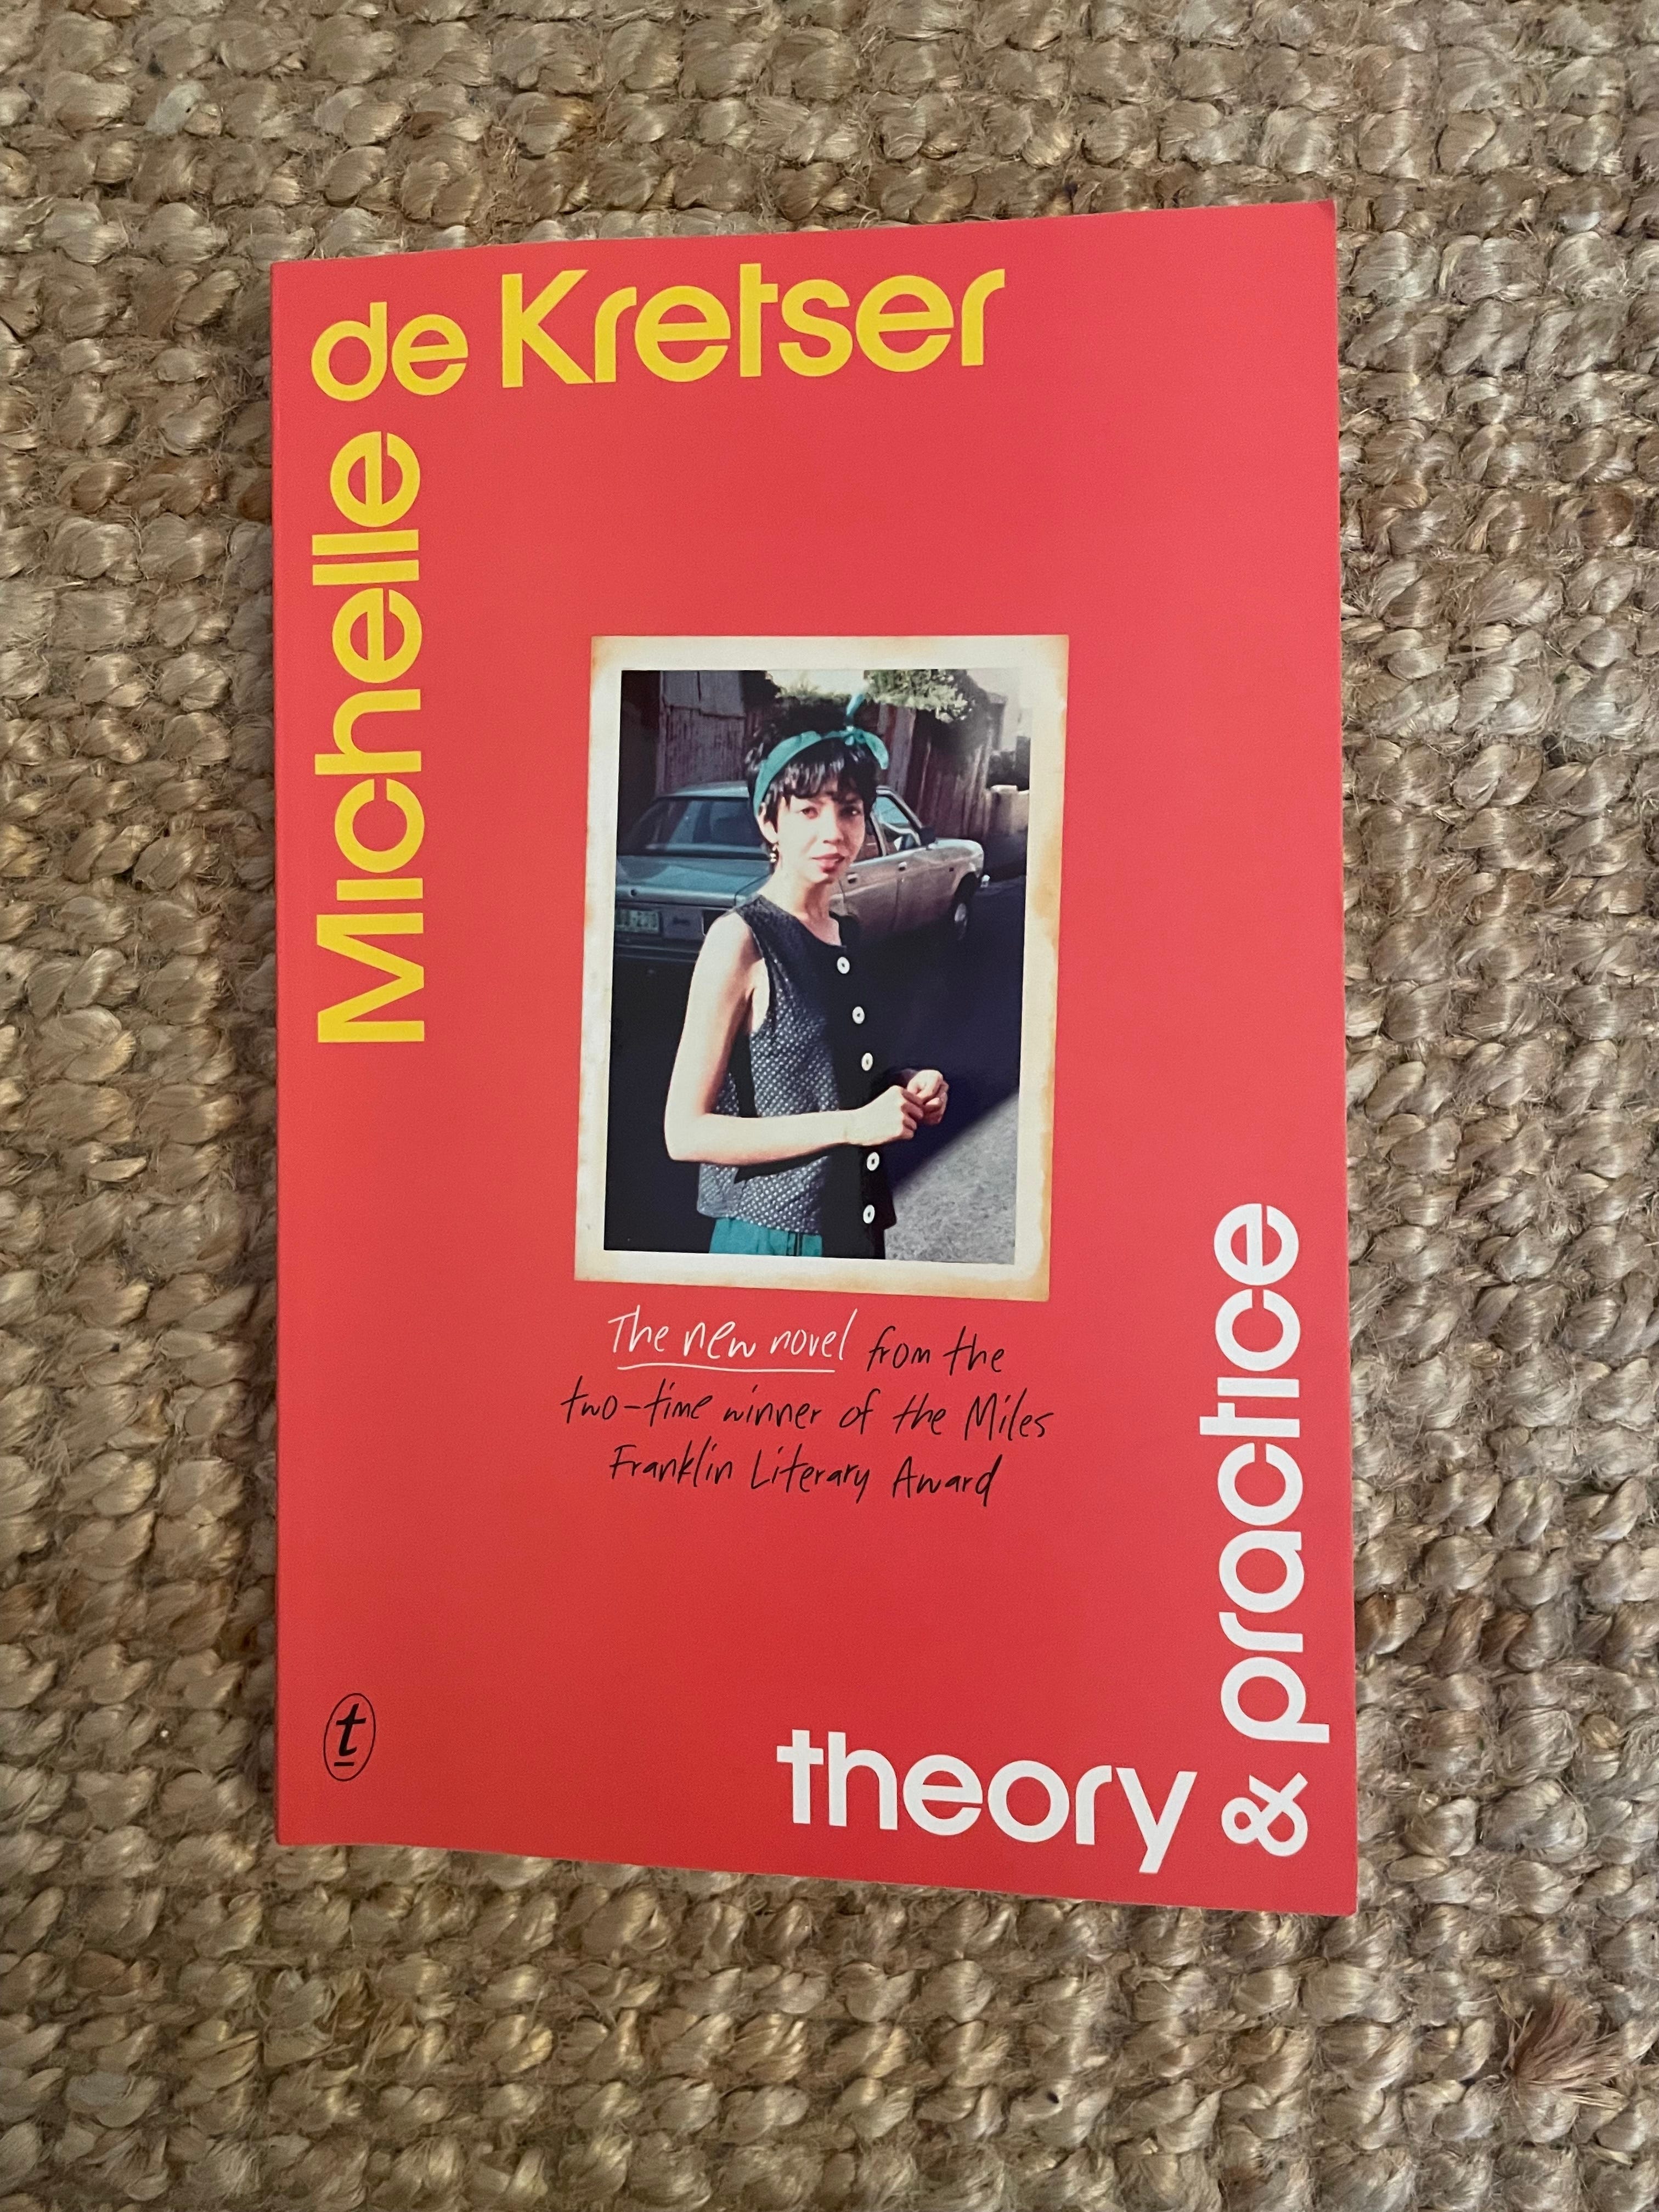 Michelle de Kretser
The new novel from the
two-time winner of the Miles
Franklin Literary Award
theory & practice
t